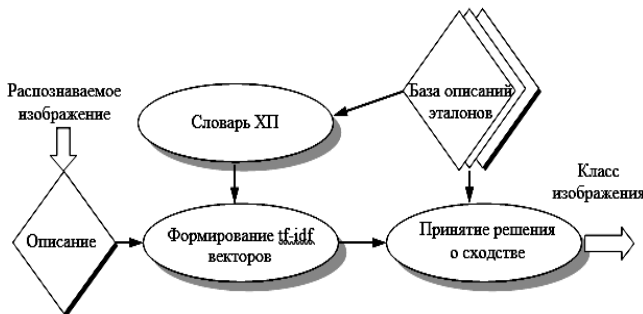 Распознаваемое
изображение
Словарь ХП
База описаний
эталонов
Класс
изображения
Описание
Формирование tf-idf
векторов
Принятие решения
о сходстве